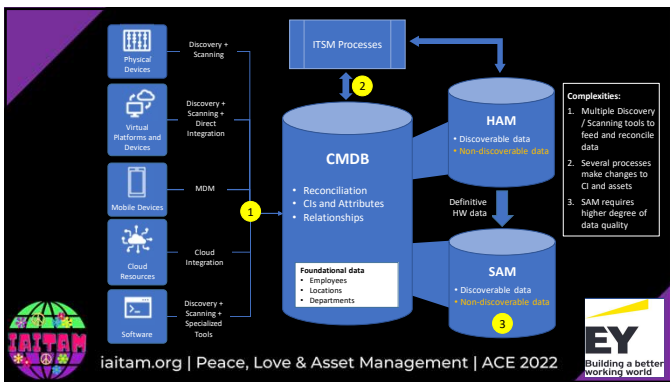 Physical
Devices
Discovery +
Scanning
Virtual
Platforms and
Devices
Discovery +
Scanning +
Direct
Integration
Mobile Devices
MDM
Cloud
Resources
Cloud
Integration
Software
Discovery +
Scanning +
Specialized
Tools
1
ITSM Processes
2
CMDB
• Reconciliation
• CIs and Attributes
• Relationships
Foundational data
• Employees
• Locations
• Departments
HAM
• Discoverable data
• Non-discoverable data
Definitive
HW data
SAM
• Discoverable data
• Non-discoverable data
3
Complexities:
1. Multiple Discovery
/ Scanning tools to
feed and reconcile
data
2. Several processes
make changes to
CI and assets
3. SAM requires
higher degree of
data quality
IAITAM
iaitam.org | Peace, Love & Asset Management | ACE 2022
EY
Building a better
working world